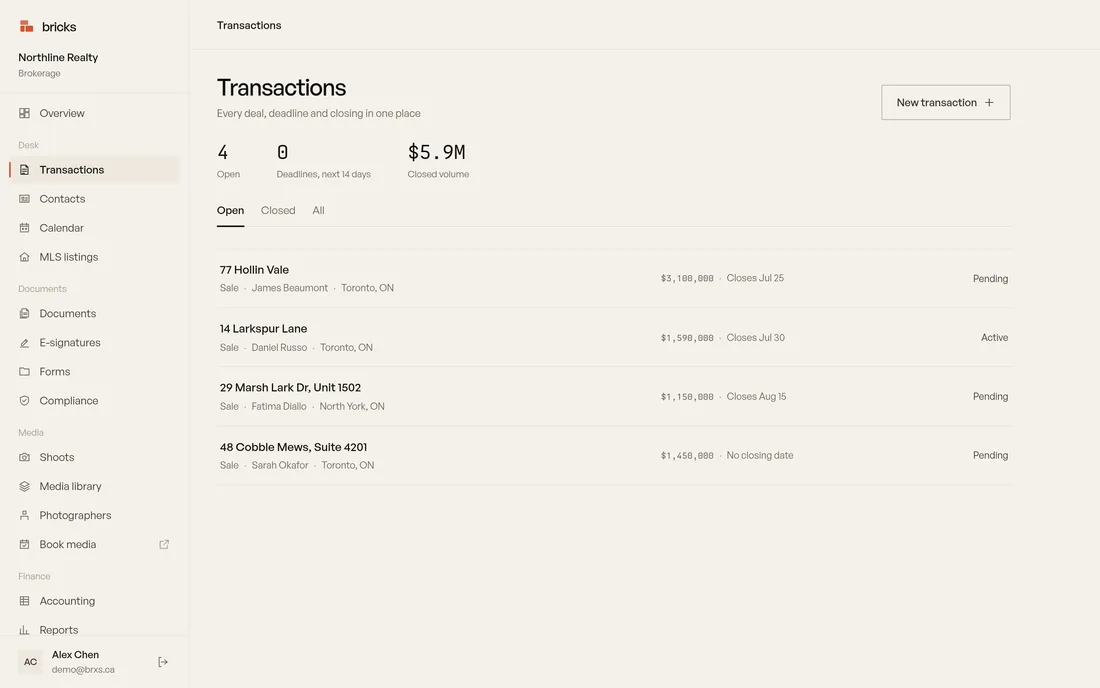 bricks
Northline Realty
Brokerage
Overview
Desk
Transactions
Contacts
Calendar
MLS listings
Documents
Documents
E-signatures
Forms
Compliance
Media
Shoots
Media library
Photographers
Book media
Finance
Accounting
Reports
AC
Alex Chen
demo@brxs.ca
Transactions
Transactions
Every deal, deadline and closing in one place
New transaction
4 0 $5.9M
Open Deadlines, next 14 days Closed volume
Open Closed All
77 Hollin Vale
Sale · James Beaumont · Toronto, ON
$3,100,000 · Closes Jul 25
Pending
14 Larkspur Lane
Sale · Daniel Russo · Toronto, ON
$1,590,000 · Closes Jul 30
Active
29 Marsh Lark Dr, Unit 1502
Sale · Fatima Diallo · North York, ON
$1,150,000 · Closes Aug 15
Pending
48 Cobble Mews, Suite 4201
Sale · Sarah Okafor · Toronto, ON
$1,450,000 · No closing date
Pending